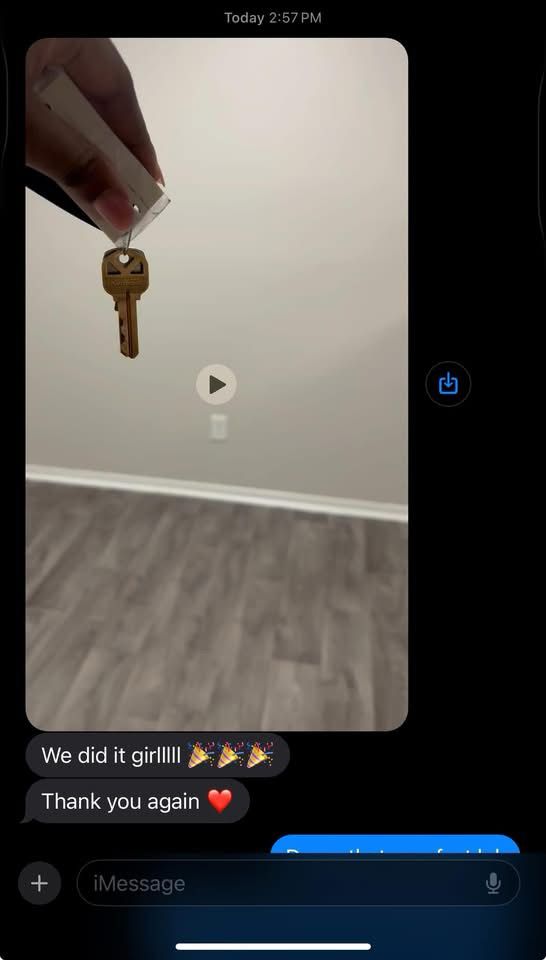 Today 2:57 PM
We did it girlllll 🎉🎉🎉
Thank you again ❤️
iMessage